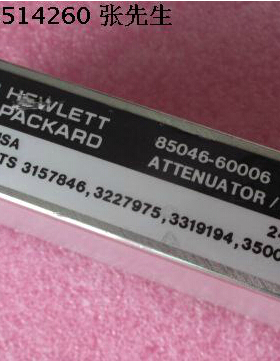 514260 张先生
HEWLETT
PACKARD
85046-60006
ATTENUATOR /
USA
TS 3157846, 3227975, 3319194, 3500